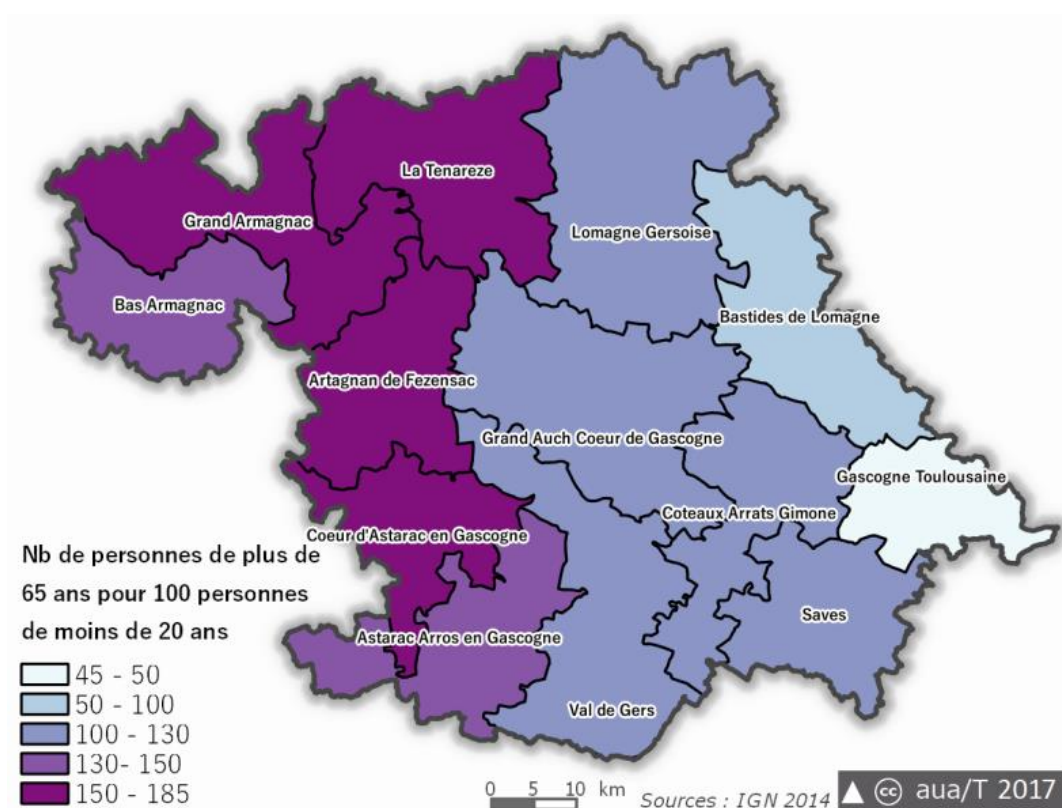 La Tenareze
Grand Armagnac
Lomagne Gersoise
Bas Armagnac
Bastides de Lomagne
Artagnan de Fezensac
Grand Auch Coeur de Gascogne
Gascogne Toulousaine
Coteaux Arrats Gimone
Coeur d'Astarac en Gascogne
Saves
Astarac Arros en Gascogne
Val de Gers
Nb de personnes de plus de
65 ans pour 100 personnes
de moins de 20 ans
45 - 50
50 - 100
100 - 130
130- 150
150 - 185
0 5 10 km
Sources : IGN 2014
cc aua/T 2017